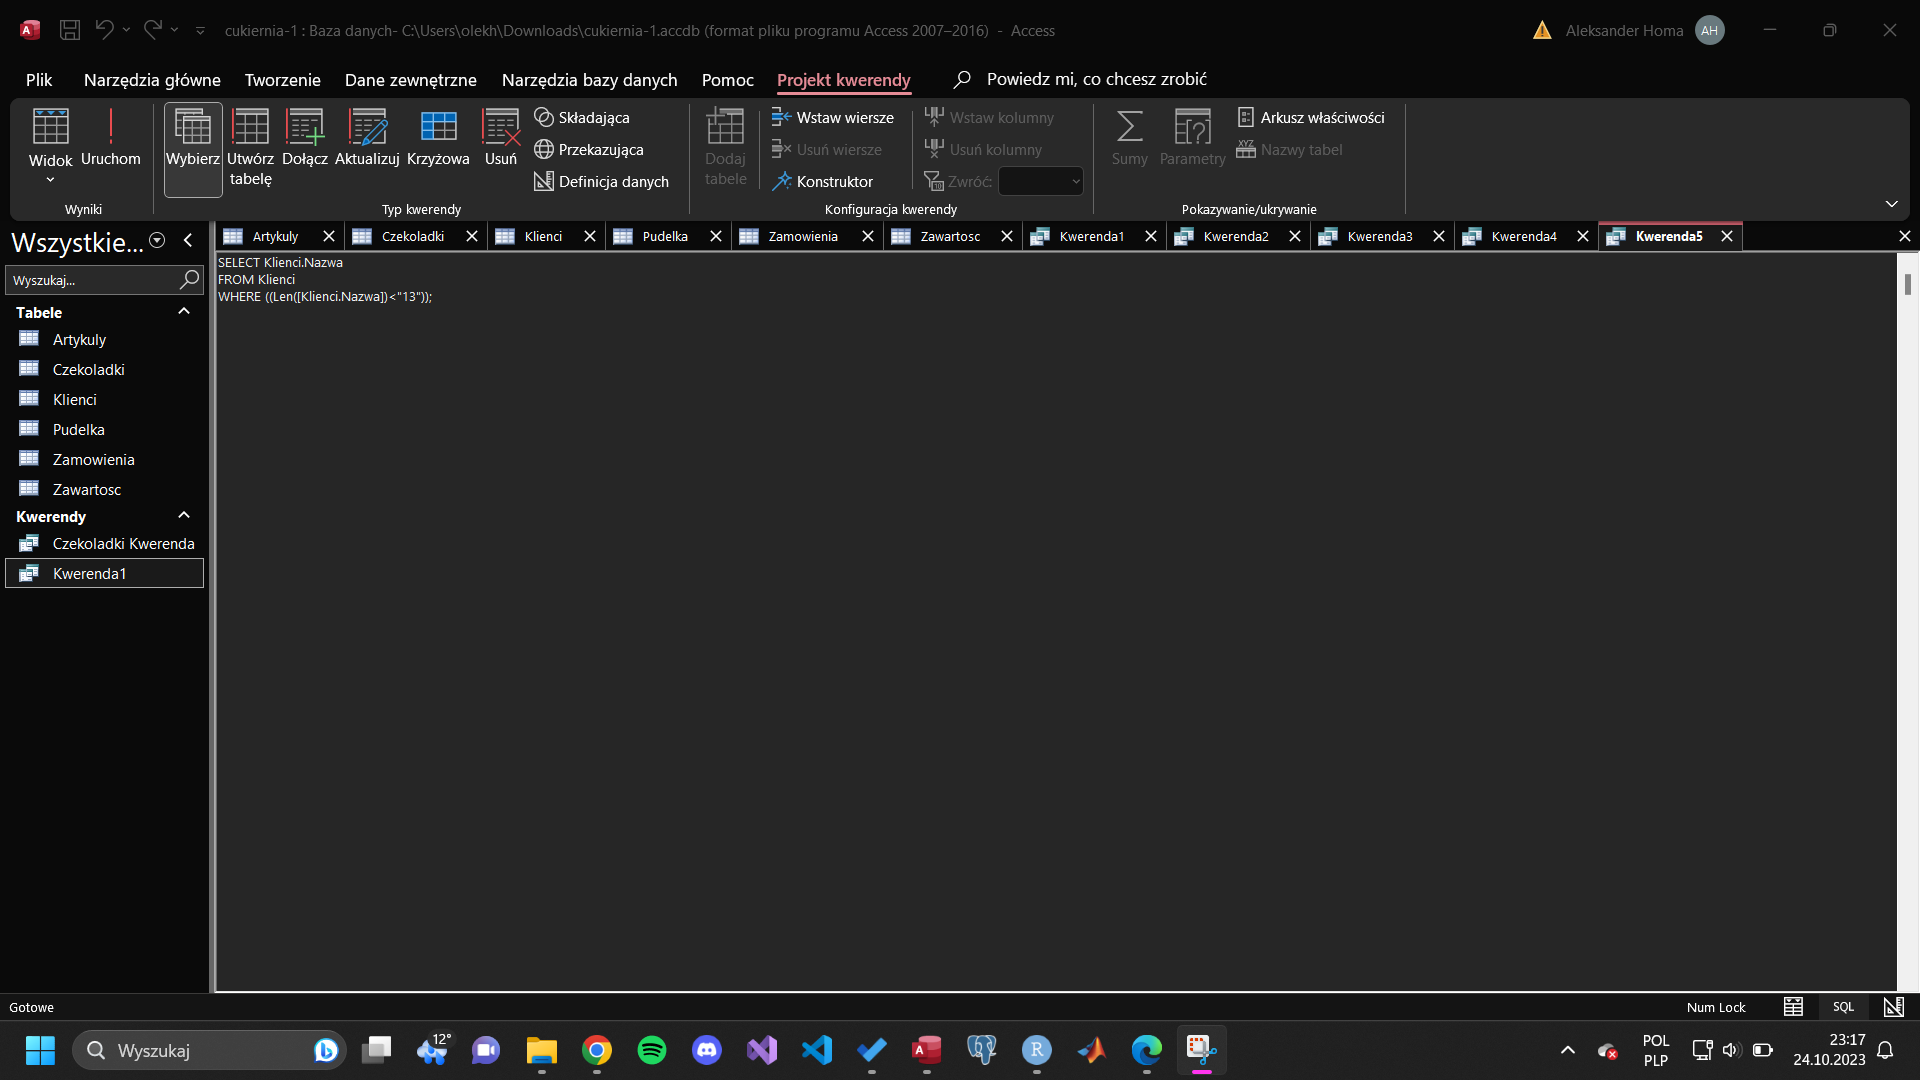 cukiernia-1 : Baza danych- C:\Users\olekh\Downloads\cukiernia-1.accdb (format pliku programu Access 2007–2016) - Access
Aleksander Homa AH
Plik Narzędzia główne Tworzenie Dane zewnętrzne Narzędzia bazy danych Pomoc Projekt kwerendy Powiedz mi, co chcesz zrobić
Widok
Uruchom
Wyniki
Wybierz
Utwórz tabelę
Dołącz
Aktualizuj
Krzyżowa
Usuń
Składająca
Przekazująca
Definicja danych
Typ kwerendy
Dodaj tabele
Wstaw wiersze
Usuń wiersze
Konstruktor
Wstaw kolumny
Usuń kolumny
Zwróć:
Konfiguracja kwerendy
Sumy
Parametry
Arkusz właściwości
Nazwy tabel
Pokazywanie/ukrywanie
Wszystkie...
Wyszukaj...
Tabele
Artykuly
Czekoladki
Klienci
Pudelka
Zamowienia
Zawartosc
Kwerendy
Czekoladki Kwerenda
Kwerenda1
Artykuly Czekoladki Klienci Pudelka Zamowienia Zawartosc Kwerenda1 Kwerenda2 Kwerenda3 Kwerenda4 Kwerenda5
SELECT Klienci.Nazwa
FROM Klienci
WHERE ((Len([Klienci.Nazwa])<"13"));
Gotowe
Num Lock
SQL
Wyszukaj
12°
POL
PLP
23:17
24.10.2023